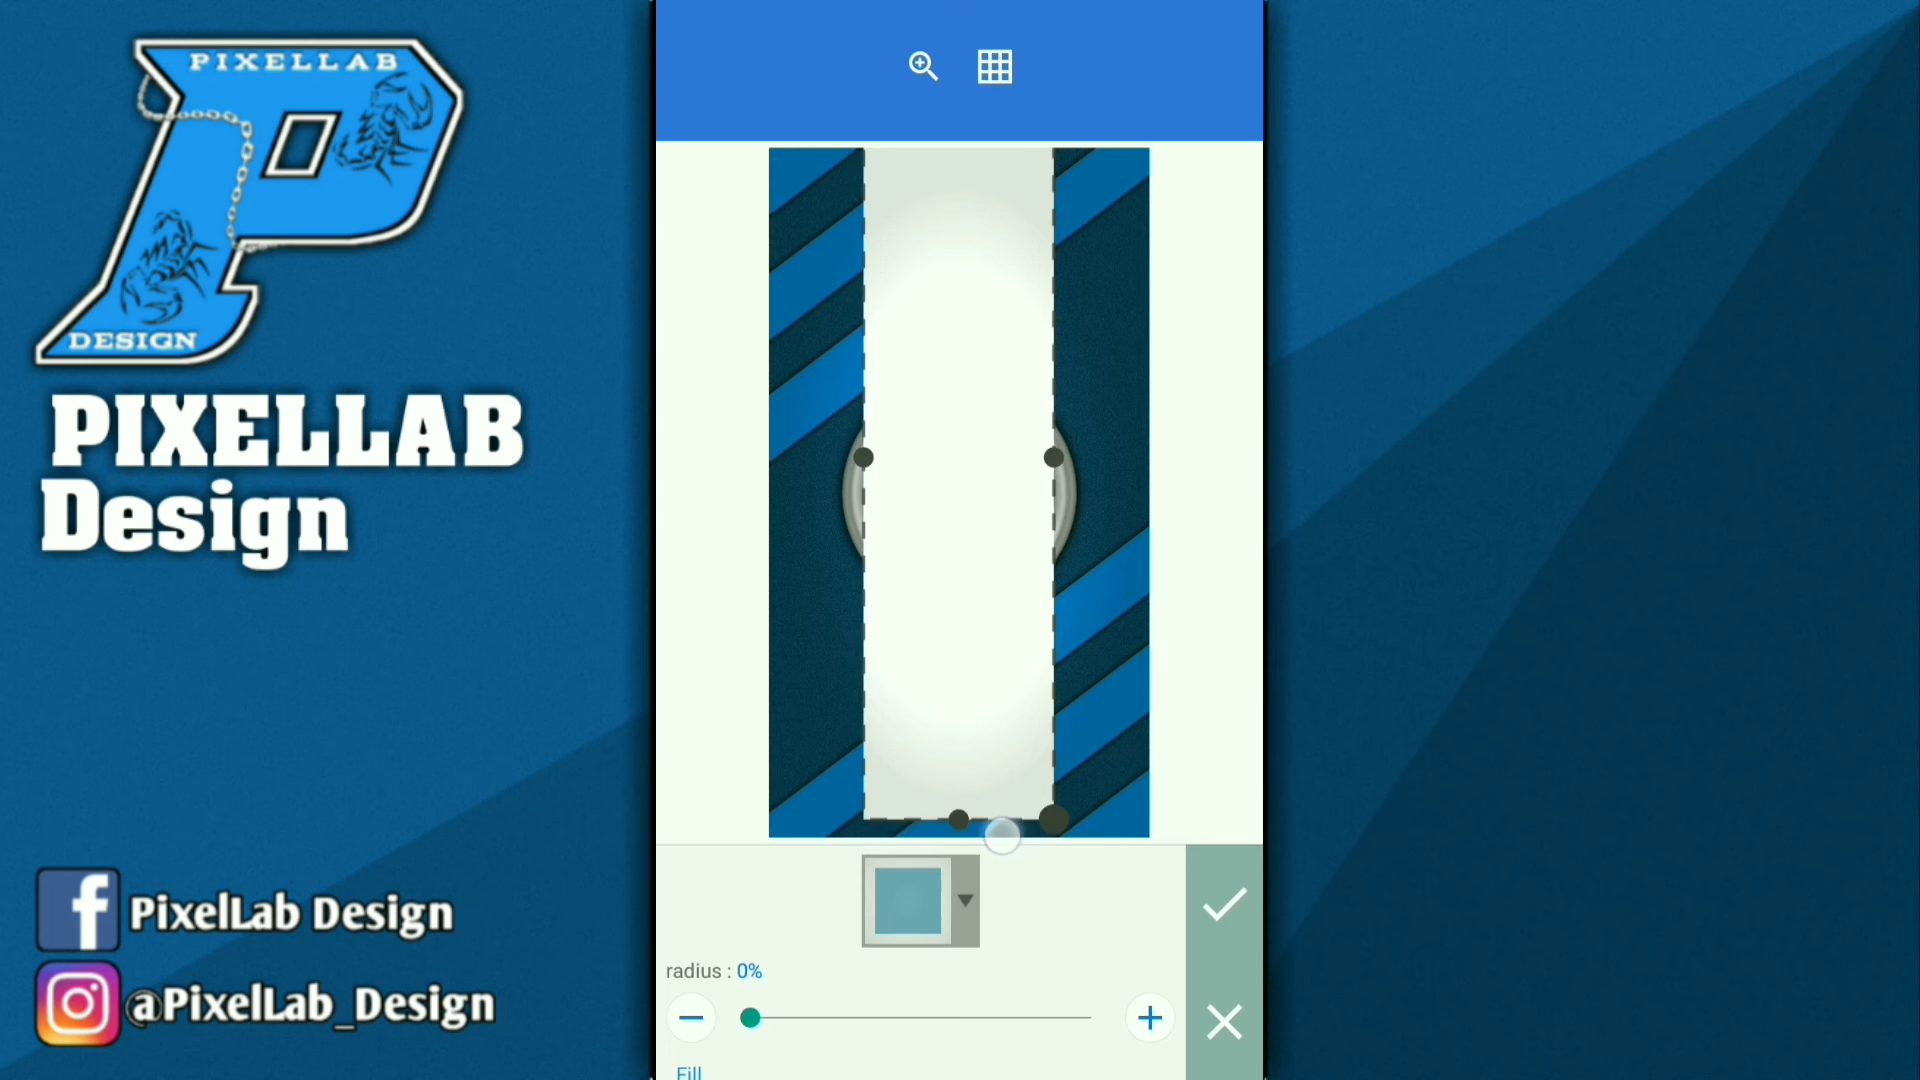 PIXELLAB
DESIGN
PIXELLAB
Design
PixelLab Design
@PixelLab_Design
radius : 0%
Fill